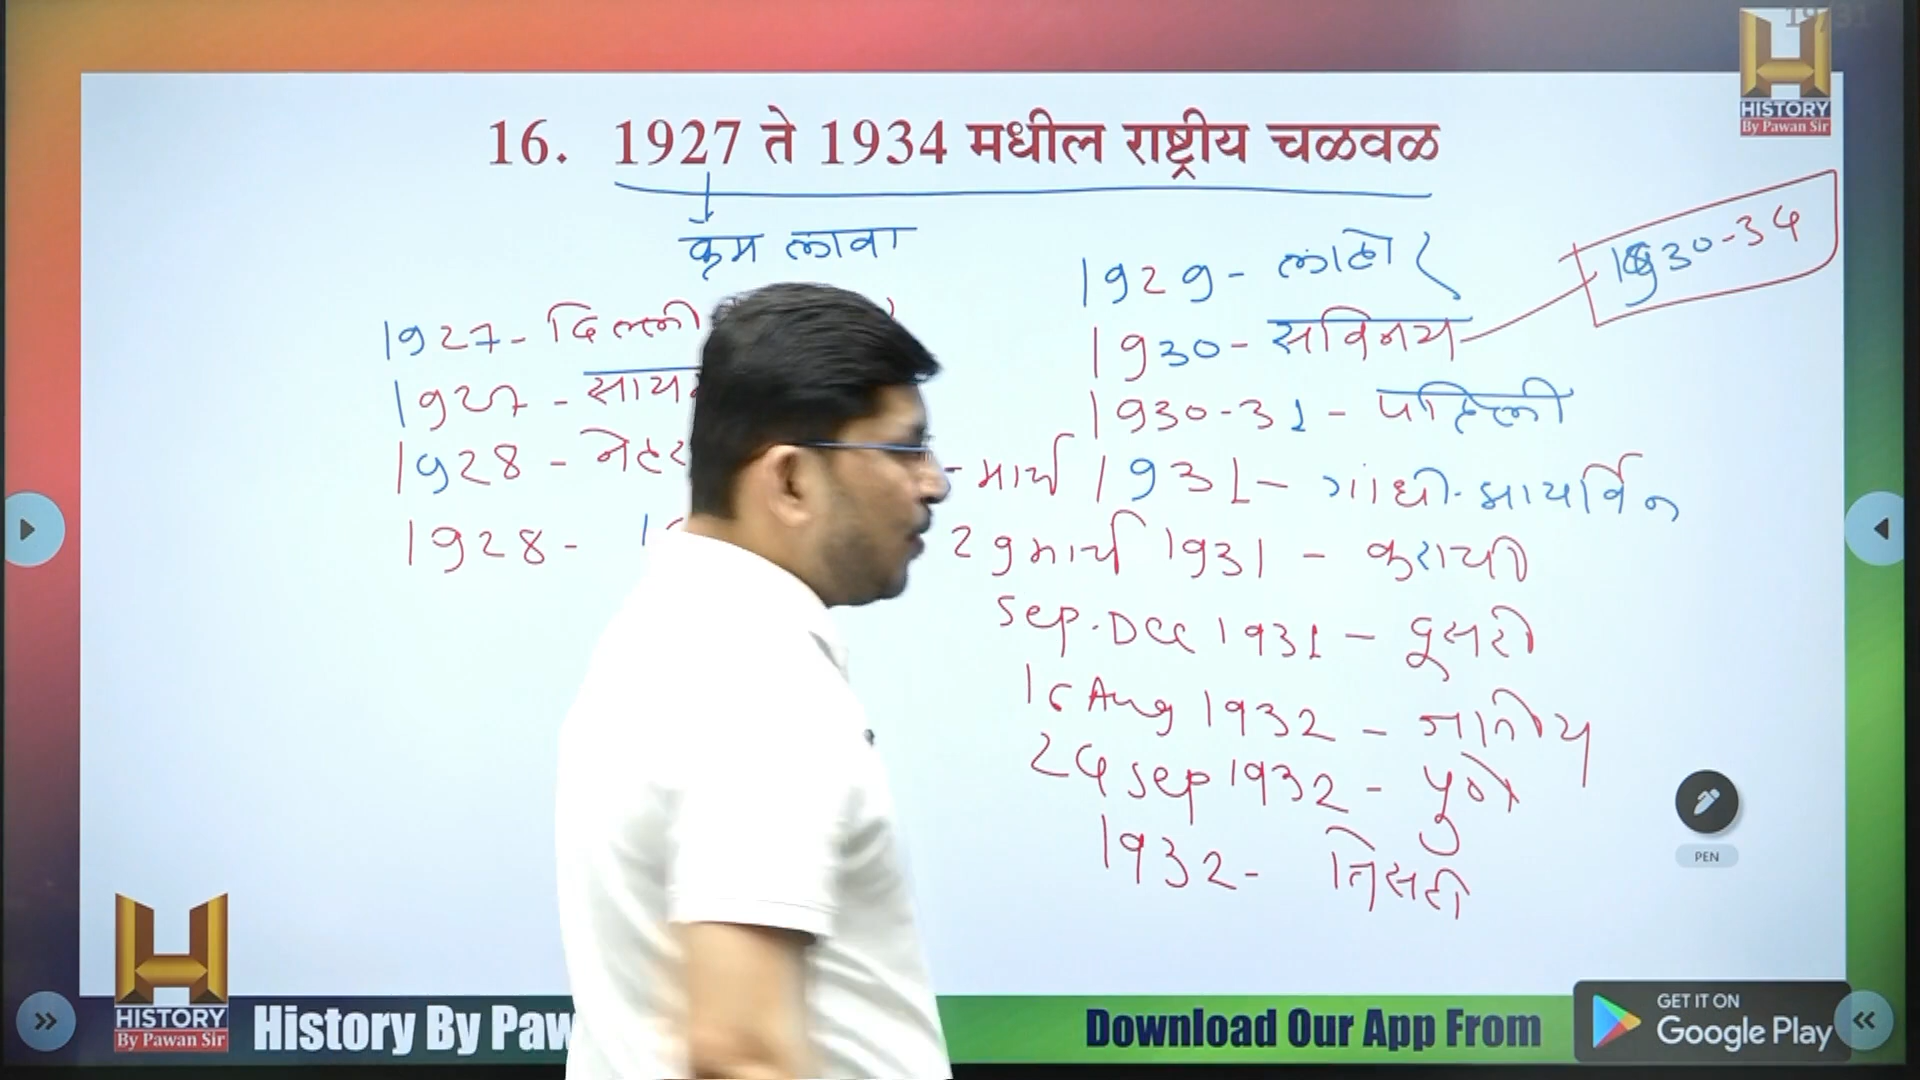 19/31
HISTORY
By Pawan Sir
16. 1927 ते 1934 मधील राष्ट्रीय चळवळ
क्रम लावा
1927 - दिल्ली
1927 - साय
1928 - नेहरू
1928 -
1929 - लाहोर
1930 - सविनय
1930-34
1930-31 - पहिली
- मार्च 1931 - गांधी-आयर्विन
29 मार्च 1931 - कराची
Sep. Dec 1931 - दूसरी
16 Aug 1932 - जातीय
24 Sep 1932 - पुणे
1932 - तिसरी
PEN
HISTORY
By Pawan Sir
History By Paw
Download Our App From
GET IT ON
Google Play